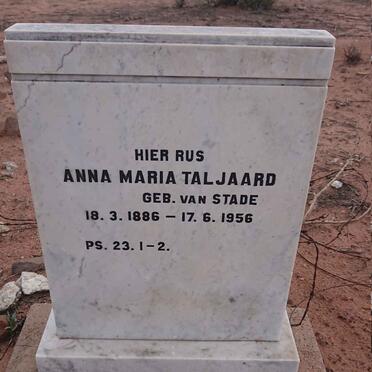 HIER RUS
ANNA MARIA TALJAARD
GEB. VAN STADE
18. 3. 1886 – 17. 6. 1956
PS. 23. 1-2.